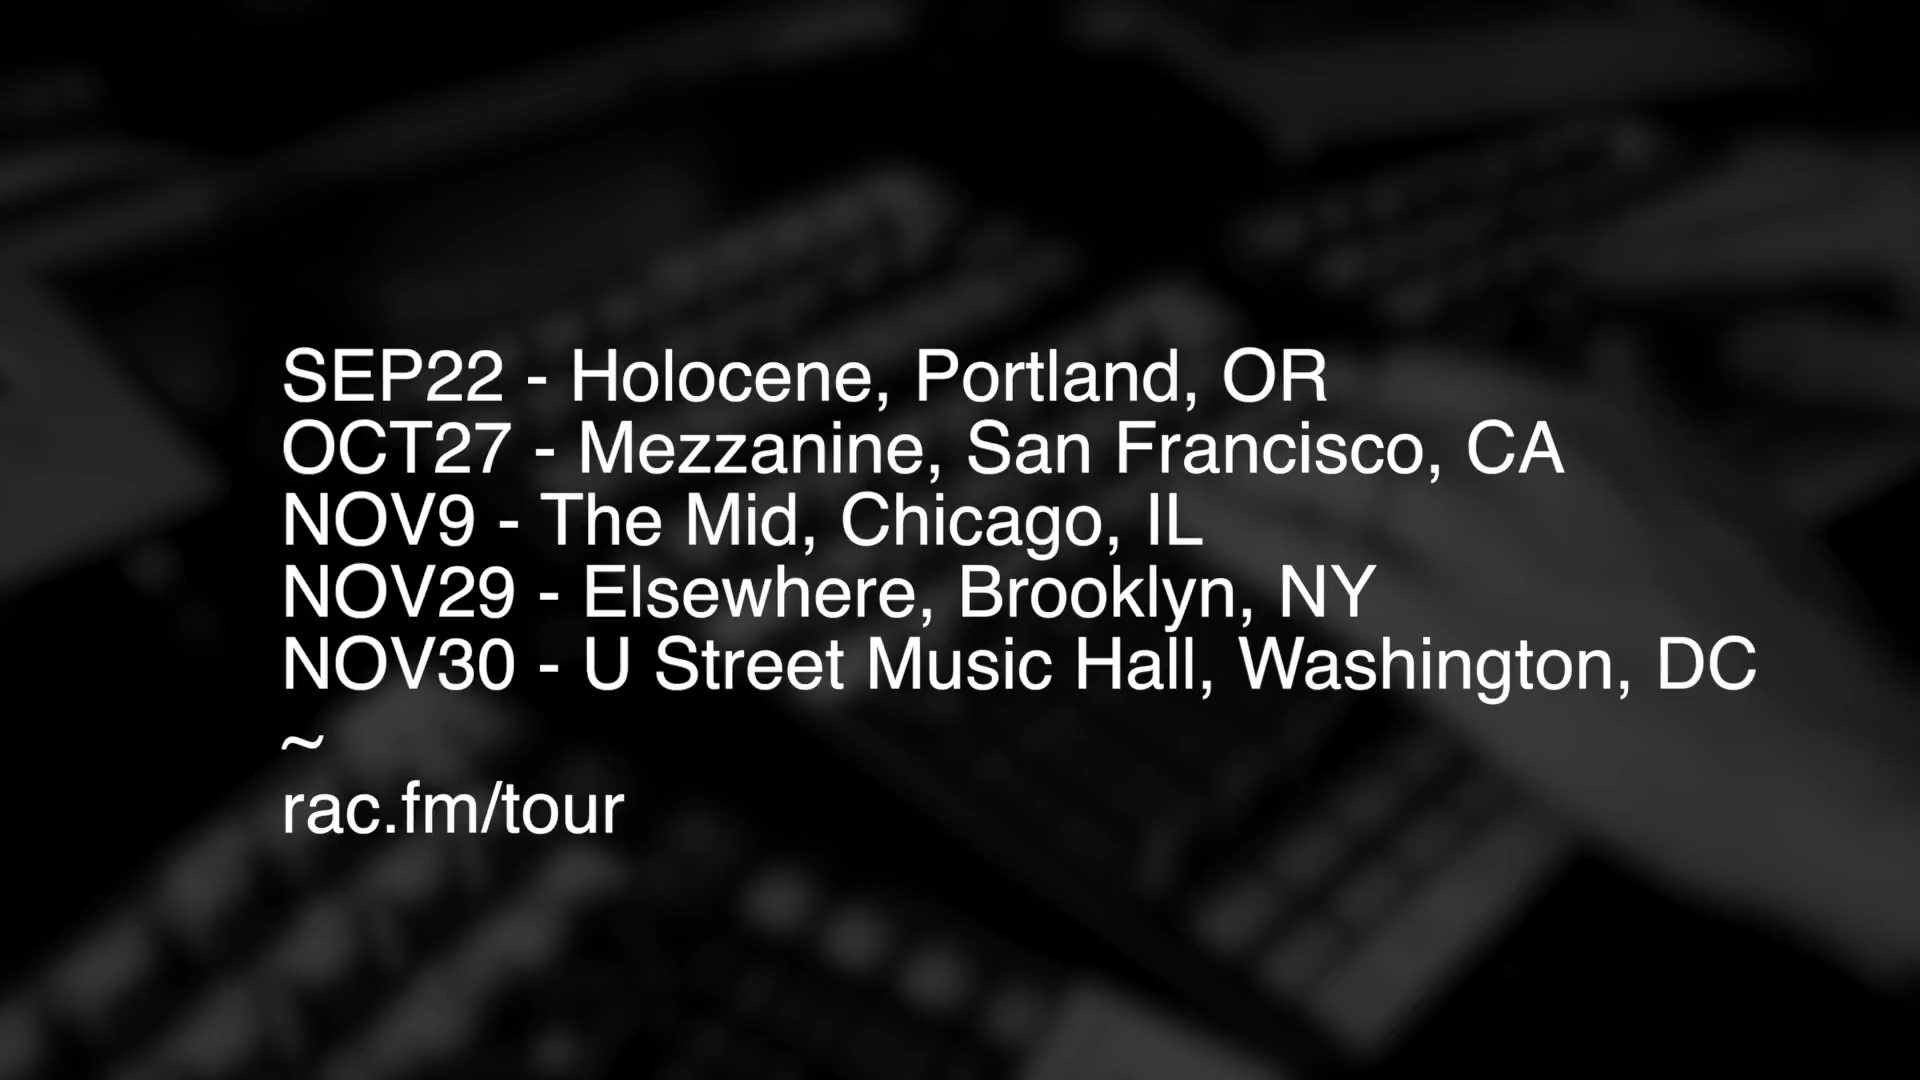 SEP22 - Holocene, Portland, OR
OCT27 - Mezzanine, San Francisco, CA
NOV9 - The Mid, Chicago, IL
NOV29 - Elsewhere, Brooklyn, NY
NOV30 - U Street Music Hall, Washington, DC
~
rac.fm/tour